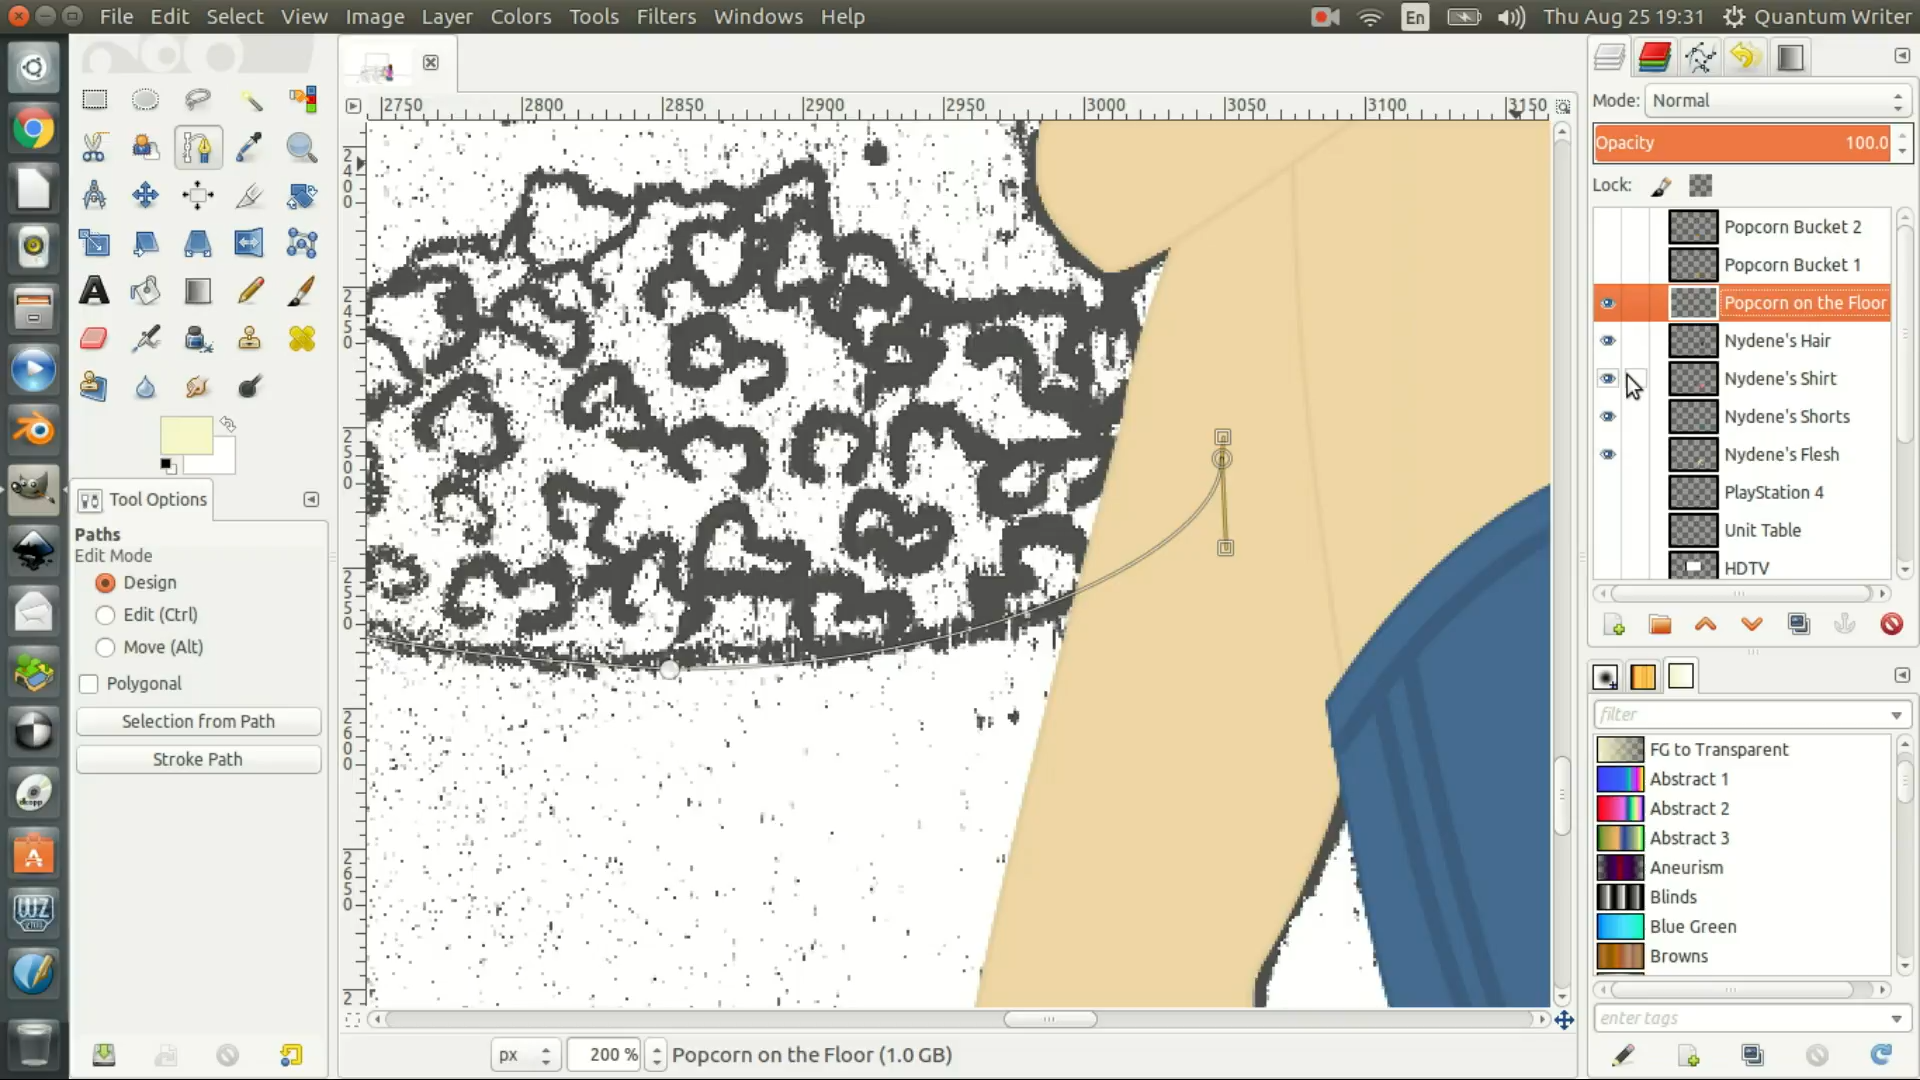 File Edit Select View Image Layer Colors Tools Filters Windows Help
En Thu Aug 25 19:31 Quantum Writer
2750 2800 2850 2900 2950 3000 3050 3100 3150
Mode: Normal
Opacity 100.0
Lock:
Popcorn Bucket 2
Popcorn Bucket 1
Popcorn on the Floor
Nydene's Hair
Nydene's Shirt
Nydene's Shorts
Nydene's Flesh
PlayStation 4
Unit Table
HDTV
Tool Options
Paths
Edit Mode
Design
Edit (Ctrl)
Move (Alt)
Polygonal
Selection from Path
Stroke Path
filter
FG to Transparent
Abstract 1
Abstract 2
Abstract 3
Aneurism
Blinds
Blue Green
Browns
enter tags
px 200 % Popcorn on the Floor (1.0 GB)